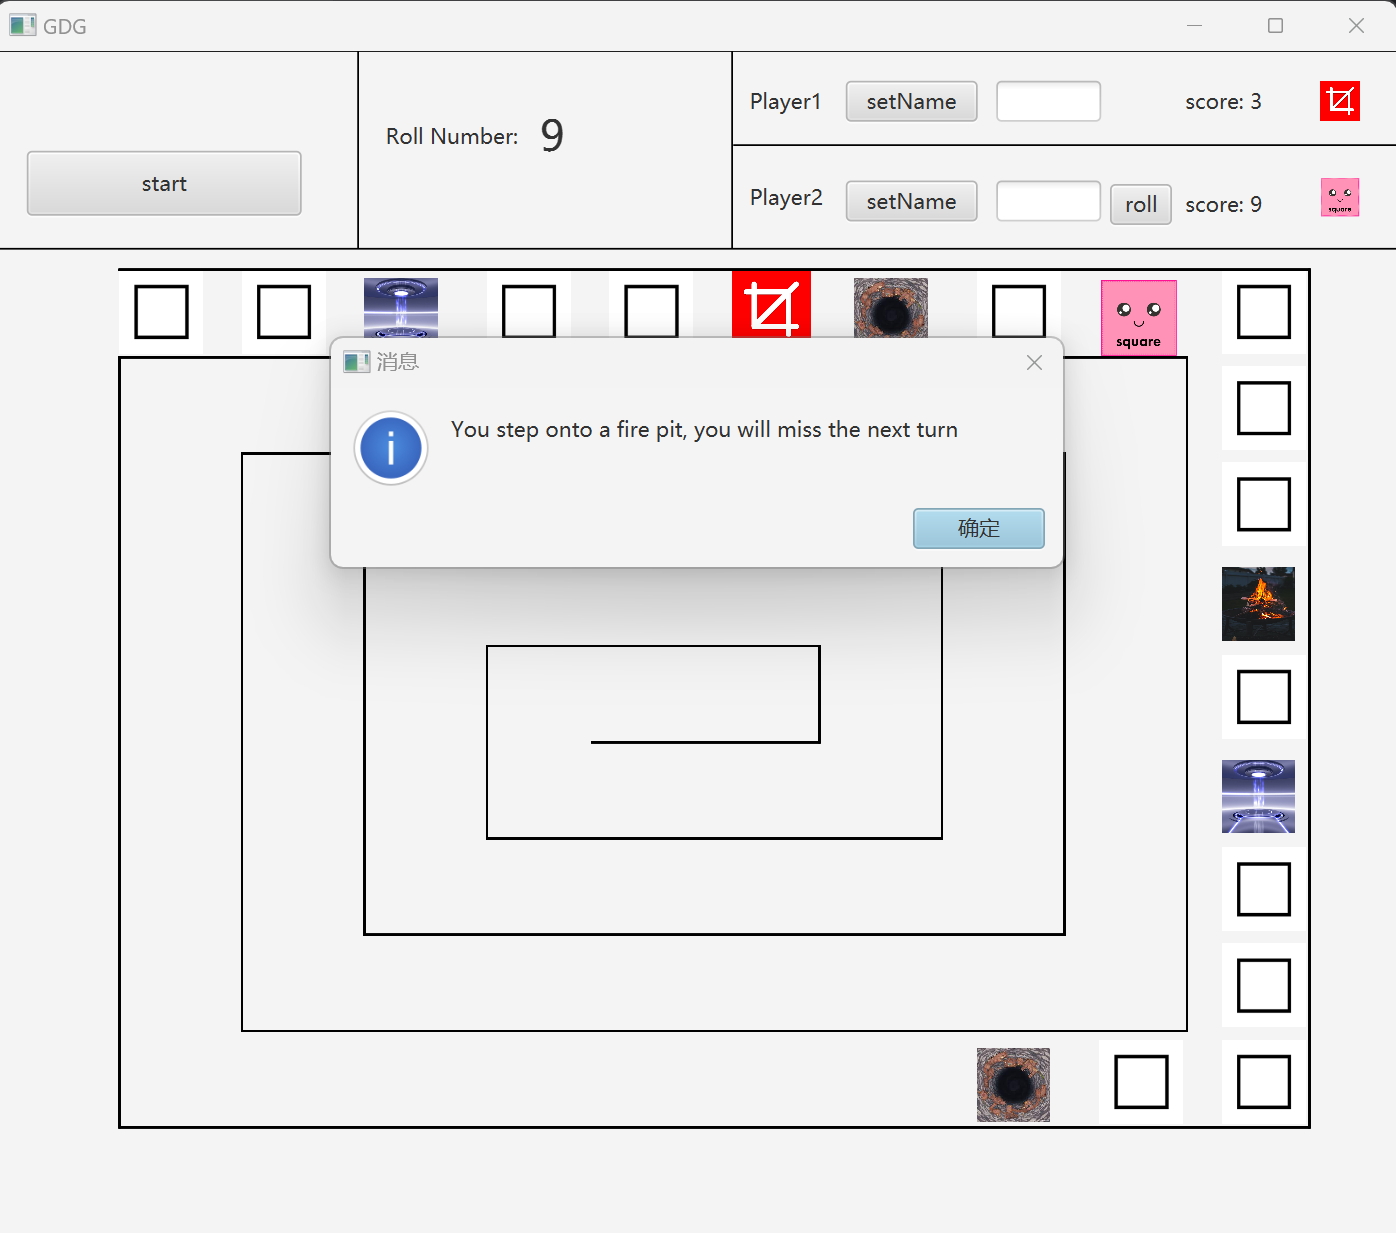 GDG
start
Roll Number: 9
Player1 setName score: 3
Player2 setName roll score: 9
square
square
消息
You step onto a fire pit, you will miss the next turn
确定